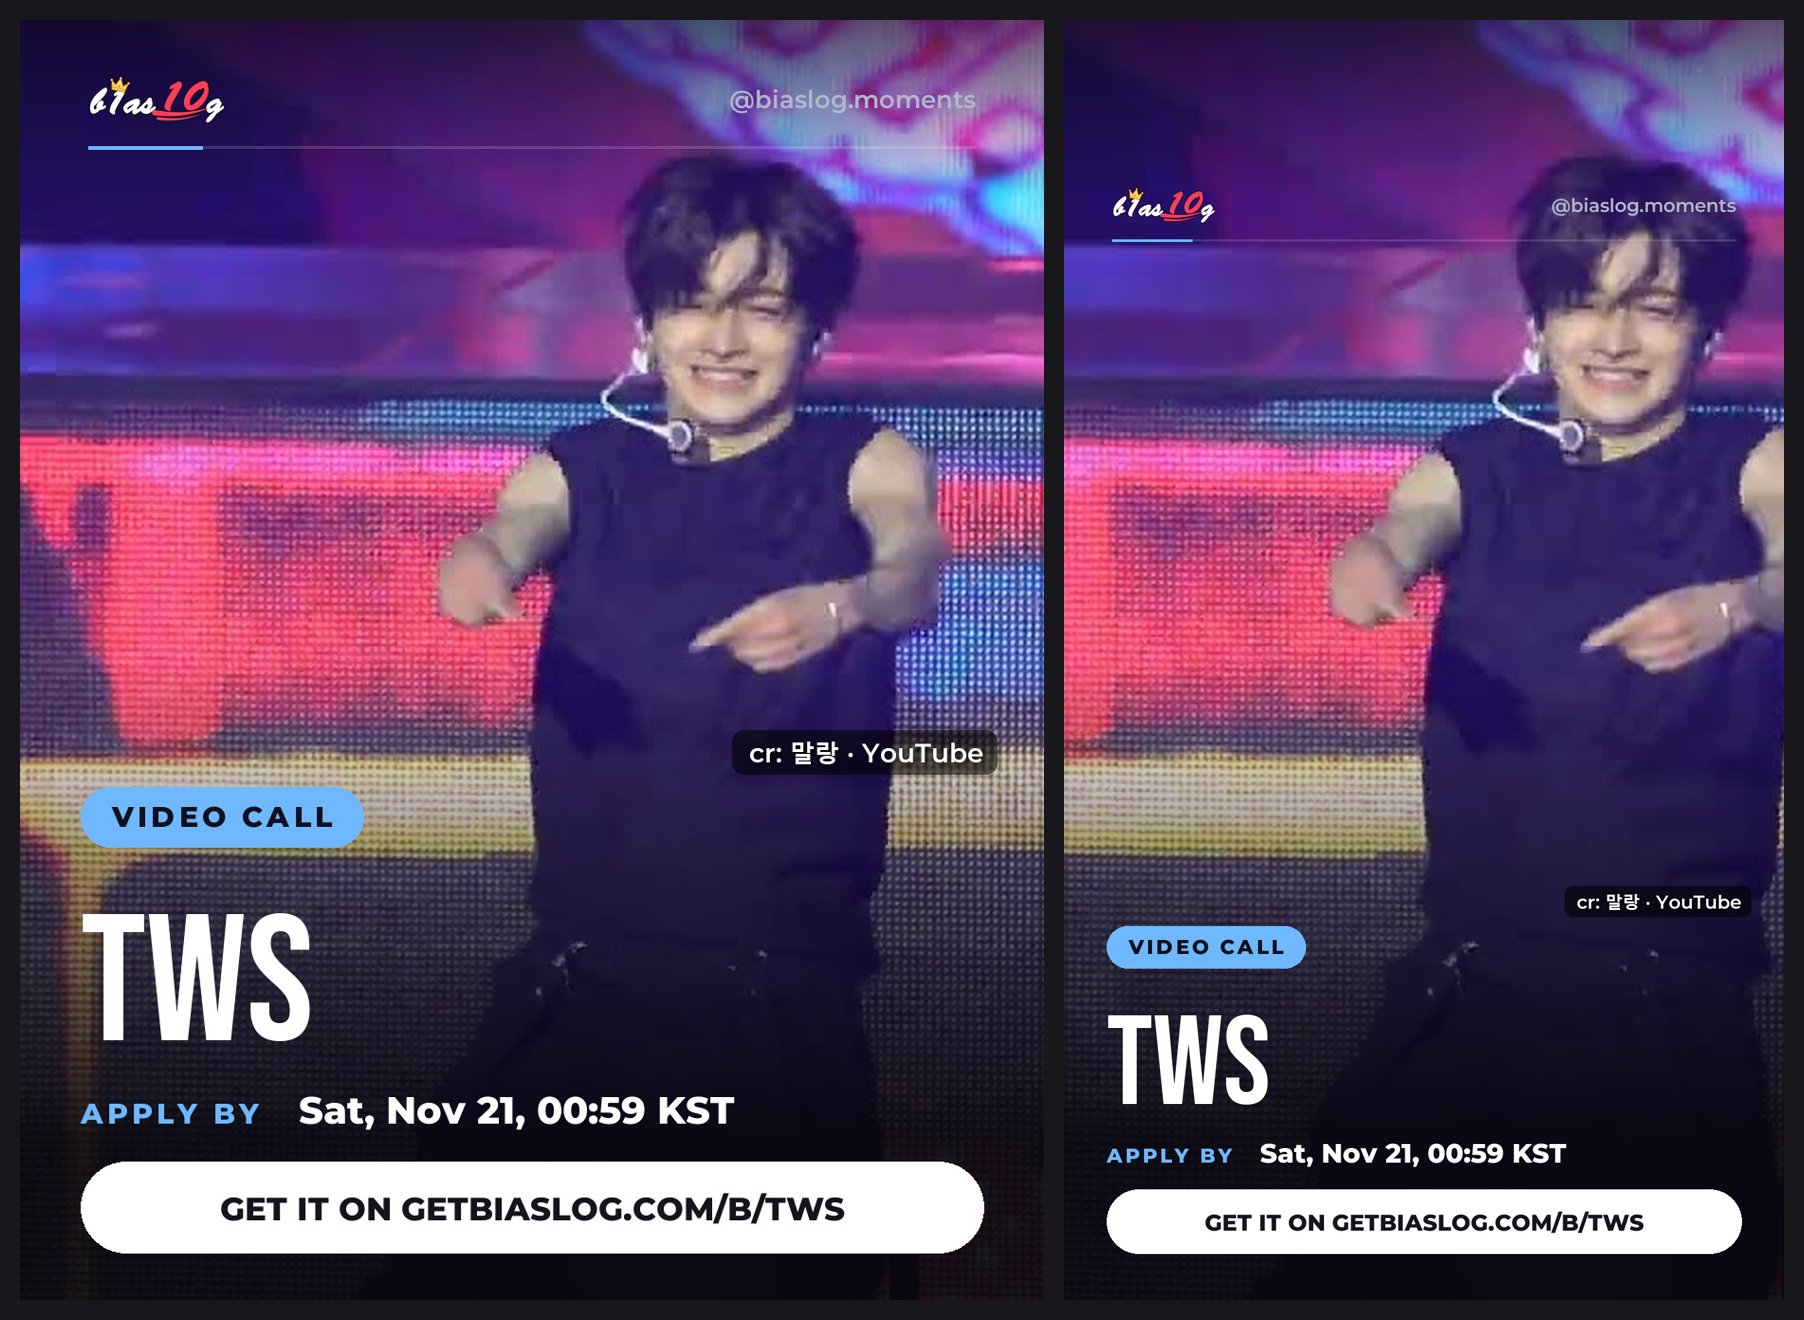 b1as10g
@biaslog.moments
cr: 말랑 · YouTube
VIDEO CALL
TWS
APPLY BY Sat, Nov 21, 00:59 KST
GET IT ON GETBIASLOG.COM/B/TWS
b1as10g
@biaslog.moments
cr: 말랑 · YouTube
VIDEO CALL
TWS
APPLY BY Sat, Nov 21, 00:59 KST
GET IT ON GETBIASLOG.COM/B/TWS